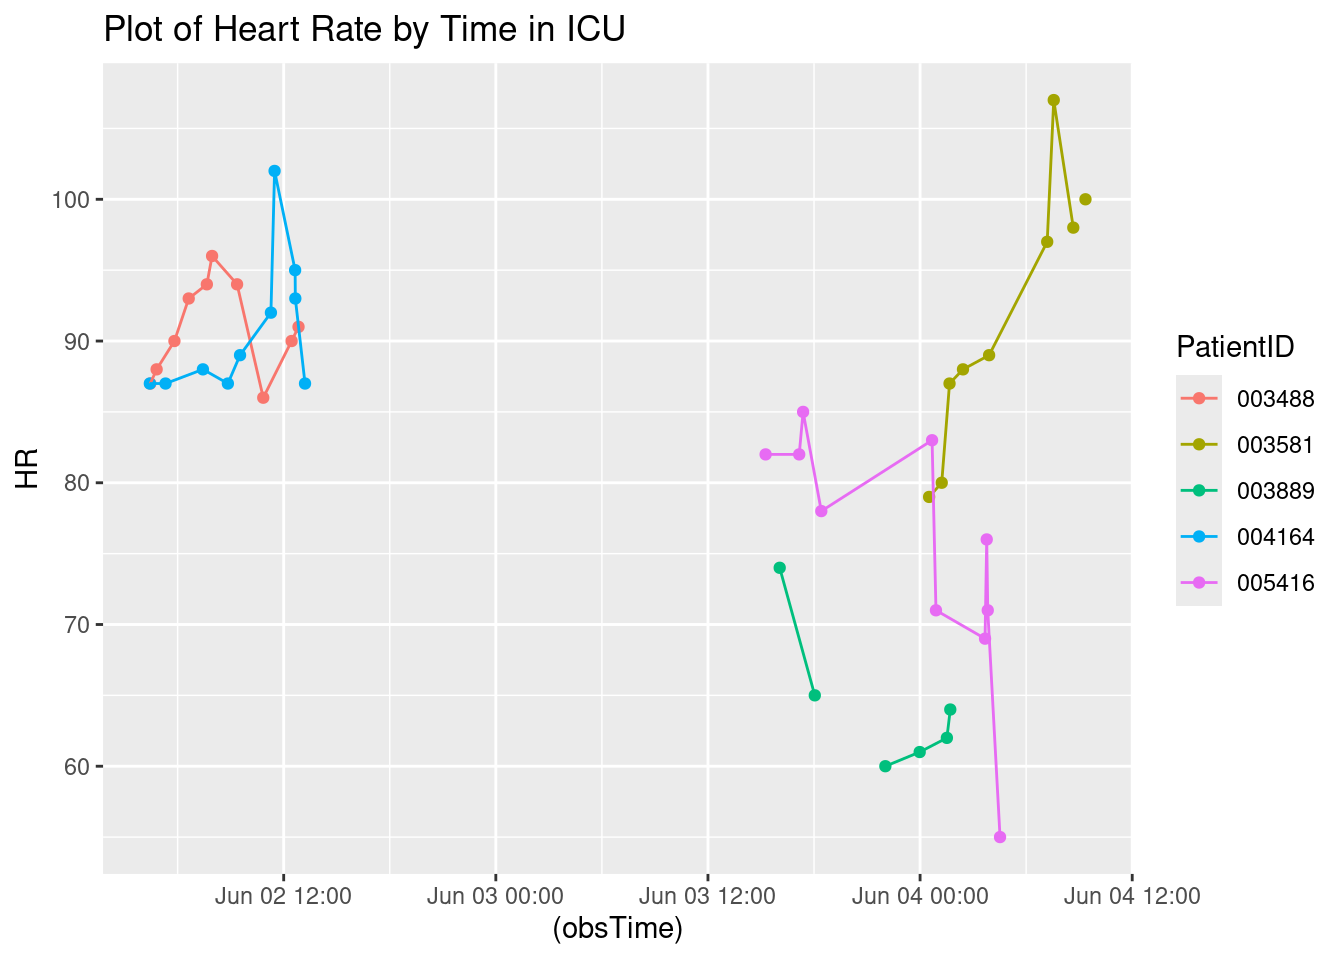 Plot of Heart Rate by Time in ICU
HR
100
90
80
70
60
Jun 02 12:00
Jun 03 00:00
Jun 03 12:00
Jun 04 00:00
Jun 04 12:00
(obsTime)
PatientID
003488
003581
003889
004164
005416